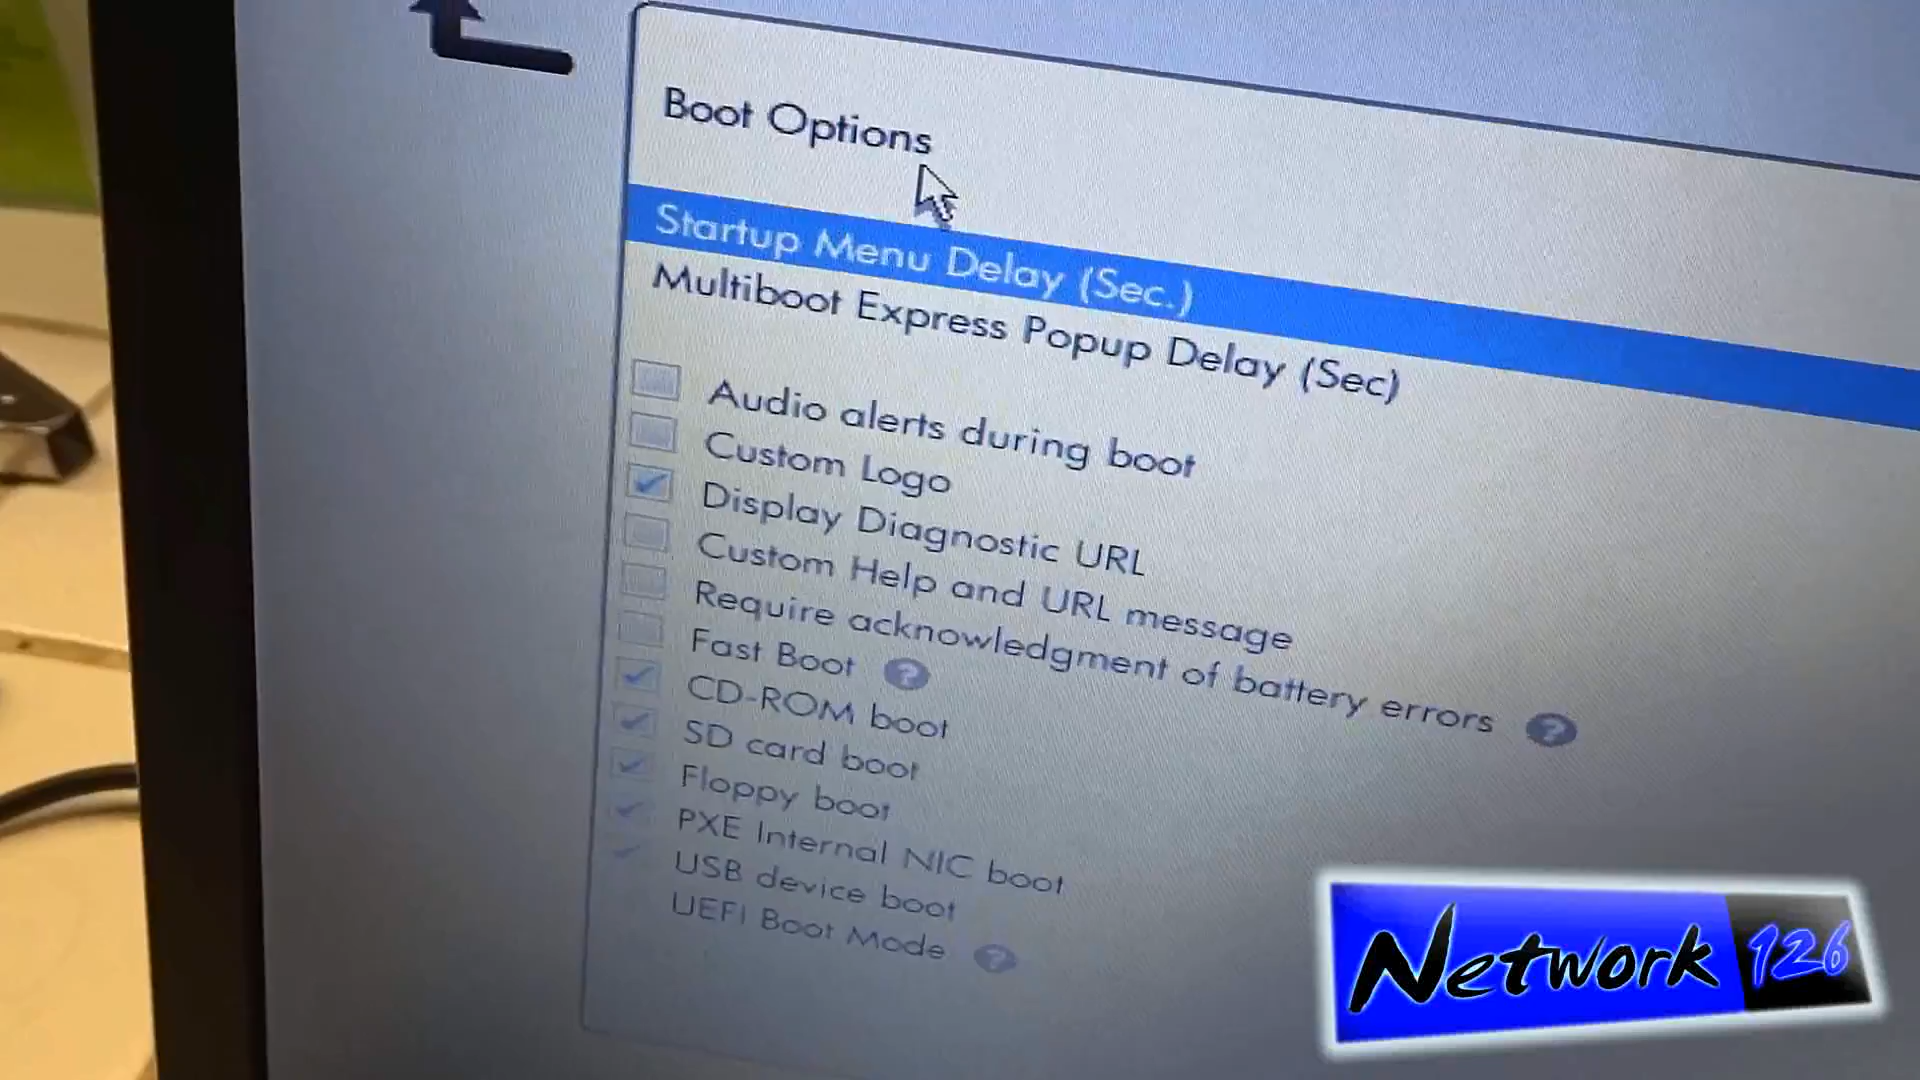 Boot Options
Startup Menu Delay (Sec.)
Multiboot Express Popup Delay (Sec)
Audio alerts during boot
Custom Logo
Display Diagnostic URL
Custom Help and URL message
Require acknowledgment of battery errors ?
Fast Boot ?
CD-ROM boot
SD card boot
Floppy boot
PXE Internal NIC boot
USB device boot
UEFI Boot Mode ?
Network 126